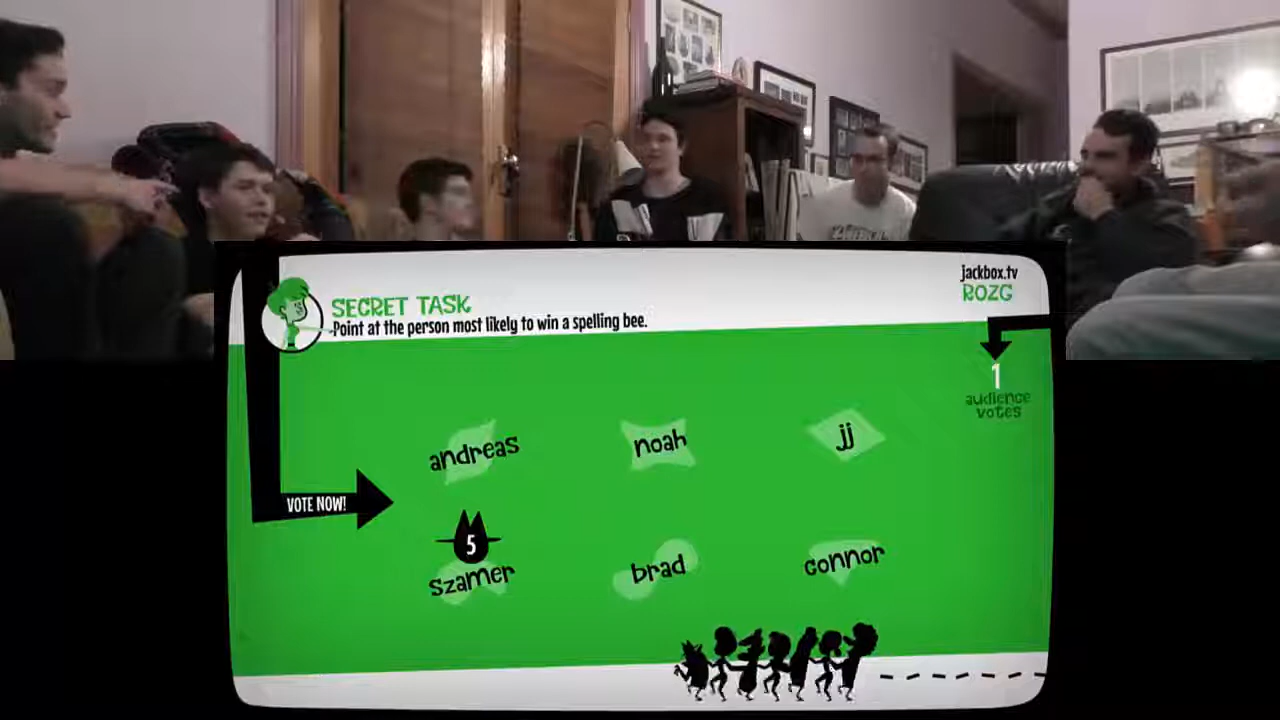 jackbox.tv
ROZG
SECRET TASK
Point at the person most likely to win a spelling bee.
1
audience
votes
andreas
noah
jj
VOTE NOW!
5
szamer
brad
connor